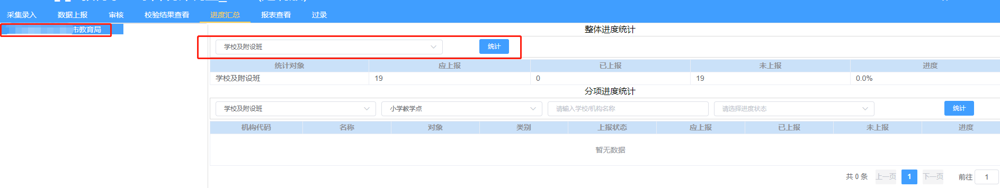 采集录入 数据上报 审核 校验结果查看 进度汇总 报表查看 过录
市教育局
整体进度统计
学校及附设班 统计
统计对象 应上报 已上报 未上报 进度
学校及附设班 19 0 19 0.0%
分项进度统计
学校及附设班 小学教学点 请输入学校/机构名称 请选择进度状态 统计
机构代码 名称 对象 类别 上报状态 应上报 已上报 未上报 进度
暂无数据
共 0 条 上一页 1 下一页 前往 1